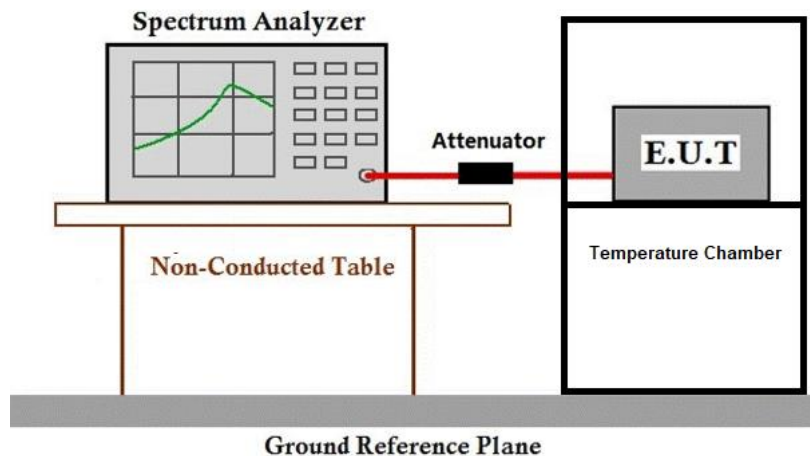 Spectrum Analyzer
Attenuator
E.U.T
Non-Conducted Table
Temperature Chamber
Ground Reference Plane